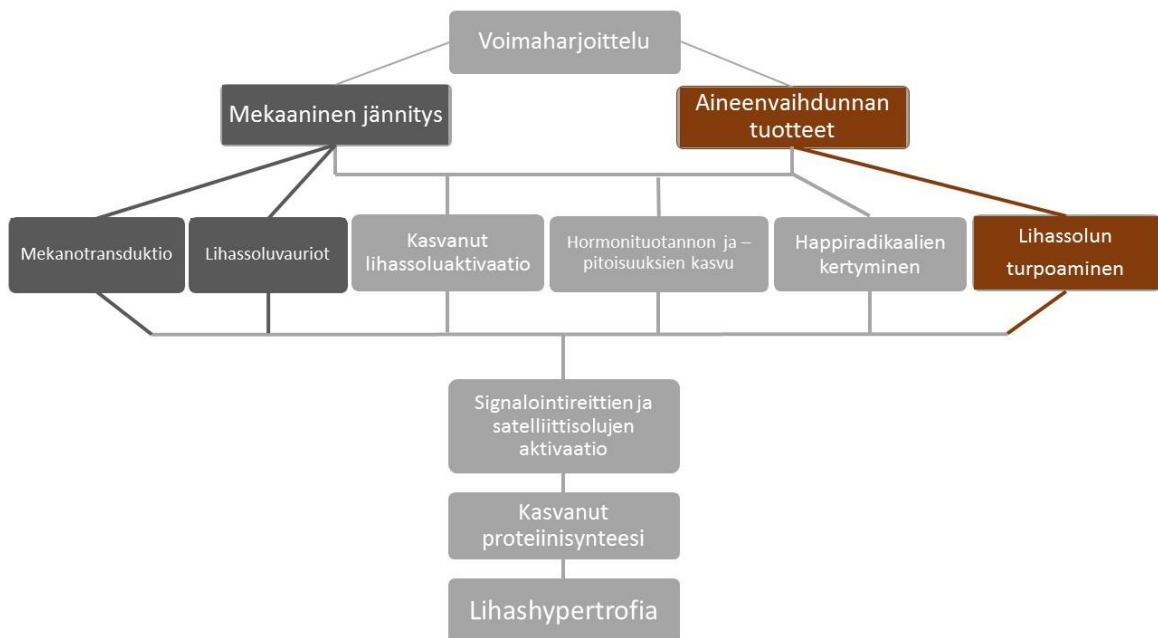 Voimaharjoittelu
Mekaaninen jännitys
Aineenvaihdunnan
tuotteet
Mekanotransduktio
Lihassoluvauriot
Kasvanut
lihassoluaktivaatio
Hormonituotannon ja –
pitoisuuksien kasvu
Happiradikaalien
kertyminen
Lihassolun
turpoaminen
Signalointireittien ja
satelliittisolujen
aktivaatio
Kasvanut
proteiinisynteesi
Lihashypertrofia